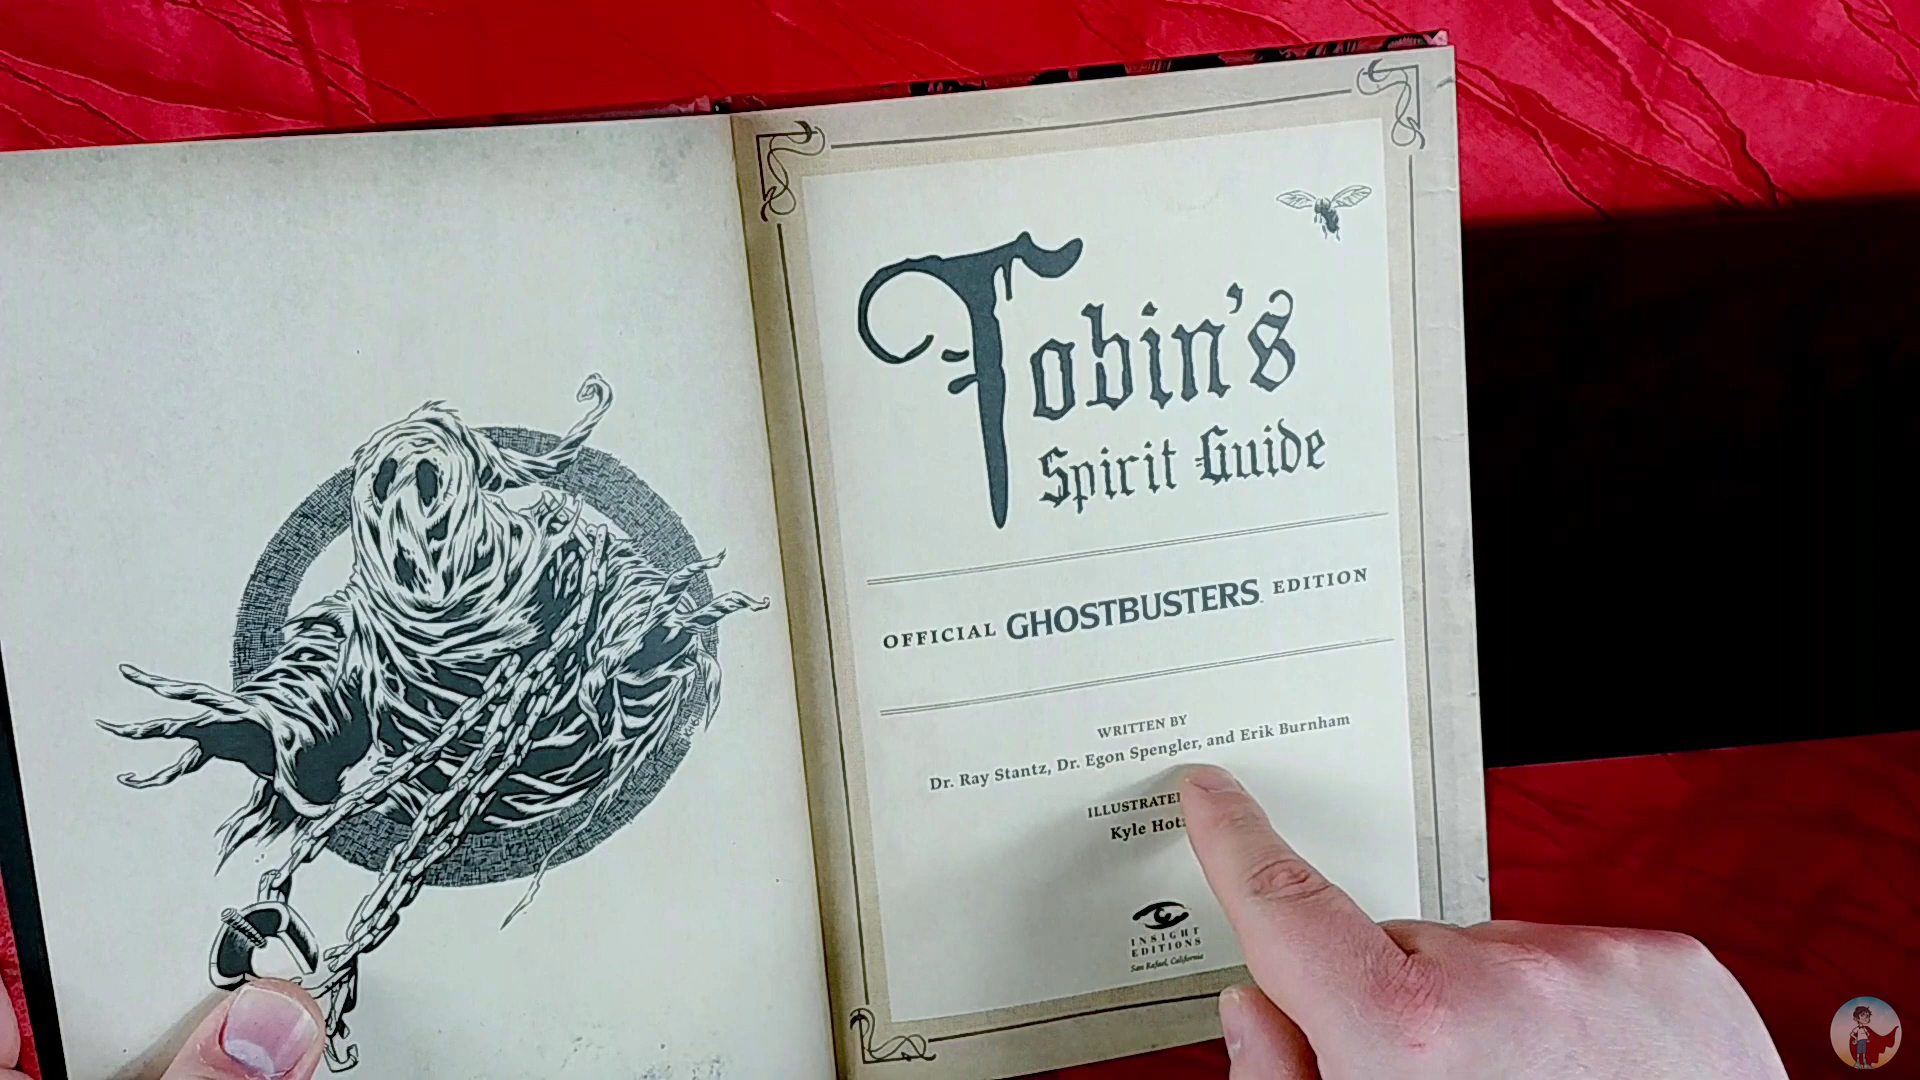 Tobin's
Spirit Guide
OFFICIAL GHOSTBUSTERS EDITION
WRITTEN BY
Dr. Ray Stantz, Dr. Egon Spengler, and Erik Burnham
Kyle
INSIGHT
EDITIONS
San Rafael, California